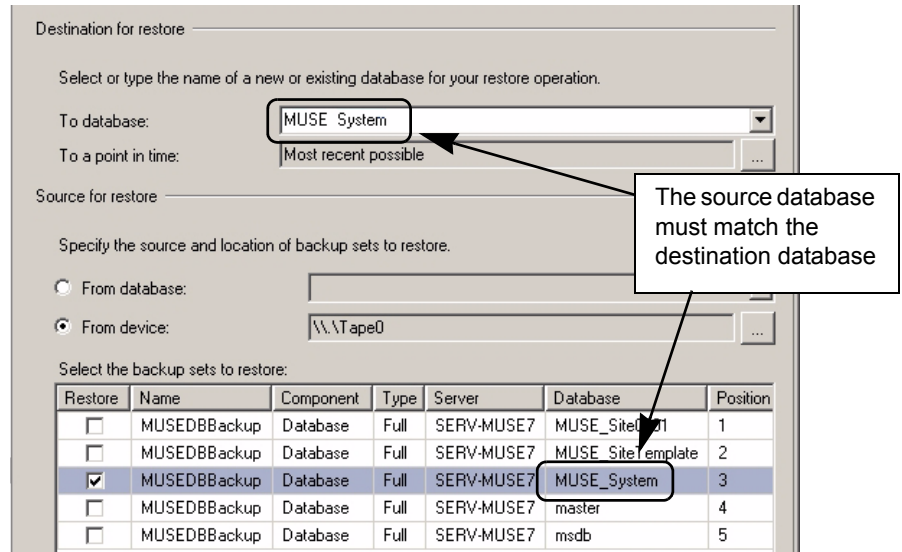 Destination for restore
Select or type the name of a new or existing database for your restore operation.
To database:
MUSE System
To a point in time:
Most recent possible
...
Source for restore
Specify the source and location of backup sets to restore.
From database:
From device:
\\.\Tape0
...
The source database
must match the
destination database
Select the backup sets to restore:
Restore Name Component Type Server Database Position
MUSEDBBackup Database Full SERV-MUSE7 1
MUSEDBBackup Database Full SERV-MUSE7 MUSE_SiteTemplate 2
MUSEDBBackup Database Full SERV-MUSE7 MUSE_System 3
MUSEDBBackup Database Full SERV-MUSE7 master 4
MUSEDBBackup Database Full SERV-MUSE7 msdb 5